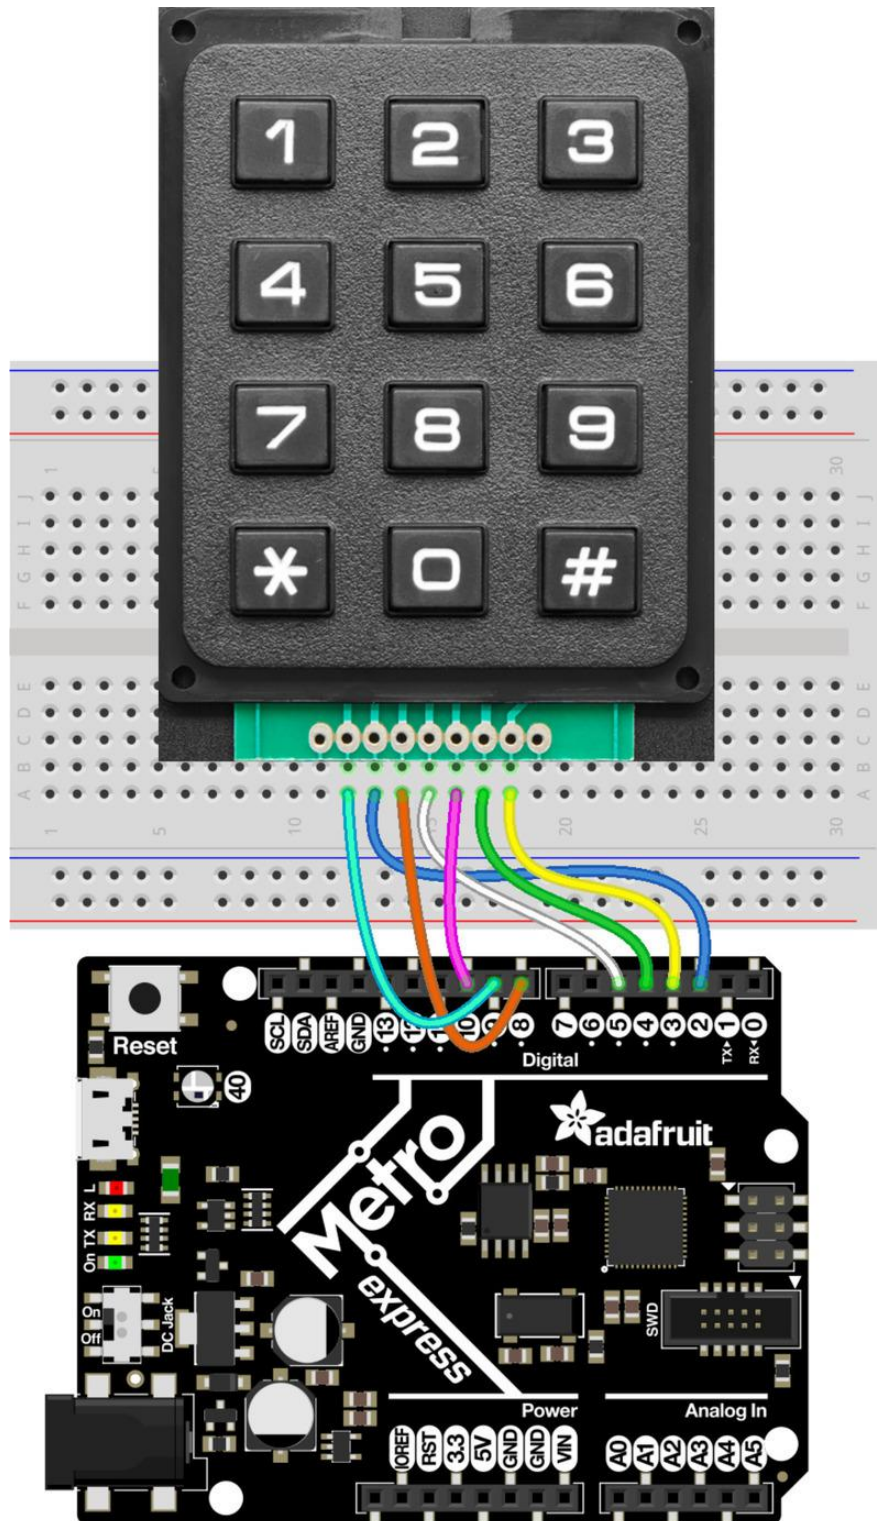 1 2 3
4 5 6
7 8 9
* 0 #
1 30
J J
I I
H H
G G
F F
E E
D D
C C
B B
A A
1 5 10 20 25 30
SCL SDA AREF GND 13 10 8 7 6 5 4 3 2 TX▸1 RX◂0
Reset
Digital
40
Metro
express
adafruit
L
RX
TX
On
On
Off
DC Jack
SWD
Power
Analog In
IOREF RST 3.3 5V GND GND VIN A0 A1 A2 A3 A4 A5